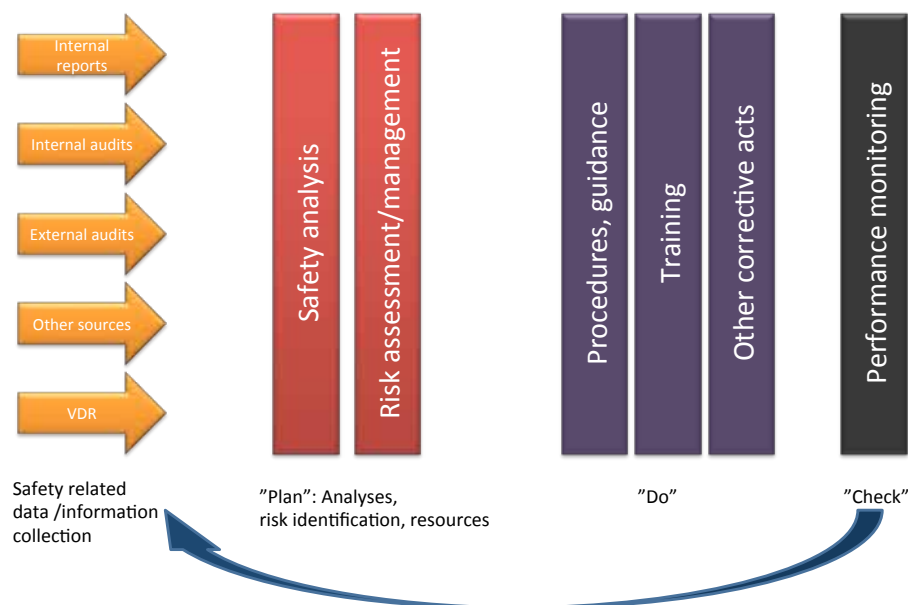 Internal
reports
Internal audits
External audits
Other sources
VDR
Safety analysis
Risk assessment/management
Procedures, guidance
Training
Other corrective acts
Performance monitoring
Safety related
data /information
collection
”Plan”: Analyses,
risk identification, resources
”Do”
”Check”